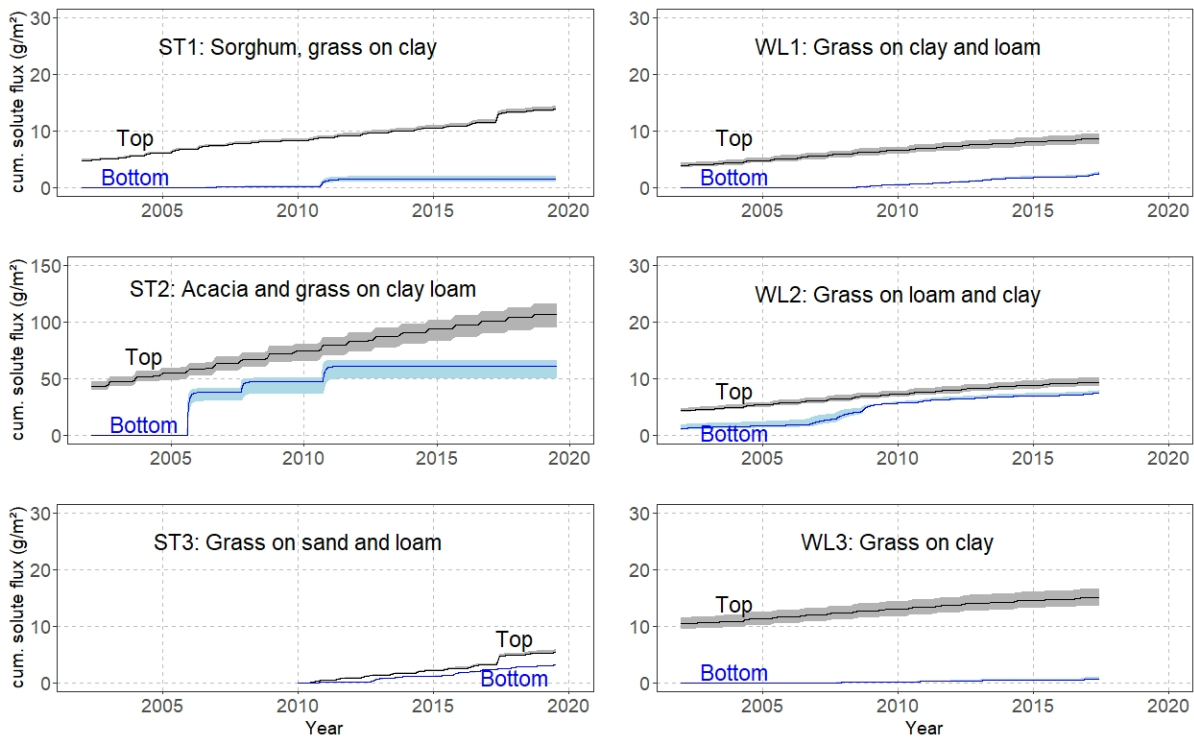 cum. solute flux (g/m²)
30
20
10
0
ST1: Sorghum, grass on clay
Top
Bottom
2005 2010 2015 2020
30
20
10
0
WL1: Grass on clay and loam
Top
Bottom
2005 2010 2015 2020
cum. solute flux (g/m²)
150
100
50
0
ST2: Acacia and grass on clay loam
Top
Bottom
2005 2010 2015 2020
30
20
10
0
WL2: Grass on loam and clay
Top
Bottom
2005 2010 2015 2020
cum. solute flux (g/m²)
30
20
10
0
ST3: Grass on sand and loam
Top
Bottom
2005 2010 2015 2020
Year
30
20
10
0
WL3: Grass on clay
Top
Bottom
2005 2010 2015 2020
Year